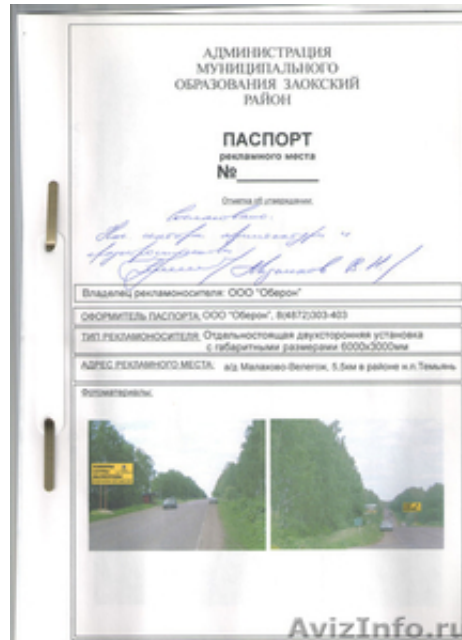 АДМИНИСТРАЦИЯ
МУНИЦИПАЛЬНОГО
ОБРАЗОВАНИЯ ЗАОКСКИЙ
РАЙОН
ПАСПОРТ
рекламного места
№
Отметка об утверждении:
Согласовано.
архитектуры и
В. Н.
Владелец рекламоносителя: ООО "Оберон"
ОФОРМИТЕЛЬ ПАСПОРТА: ООО "Оберон", 8(4872)303-403
ТИП РЕКЛАМОНОСИТЕЛЯ: Отдельностоящая двухсторонняя установка
с габаритными размерами 6000х3000мм
АДРЕС РЕКЛАМНОГО МЕСТА: а/д Малахово-Велегож, 5,5км в районе н.п.Темьянь
Фотоматериалы:
AvizInfo.ru